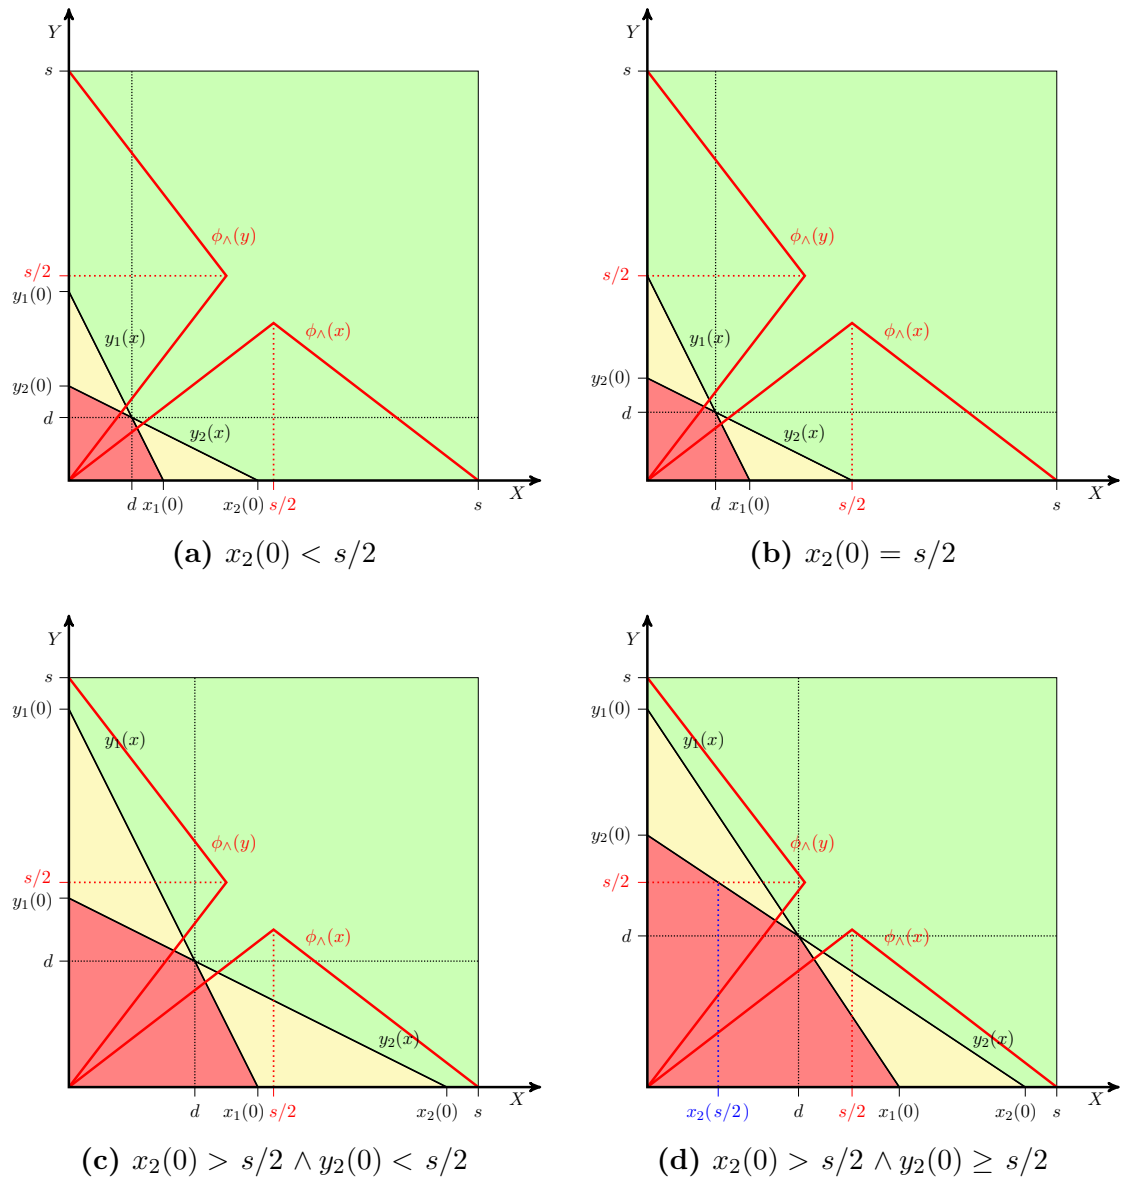 Y
s
ϕ∧(y)
s/2
y₁(0)
y₁(x)
ϕ∧(x)
y₂(0)
d
y₂(x)
d x₁(0) x₂(0) s/2 s X
(a) x₂(0) < s/2
Y
s
ϕ∧(y)
s/2
y₁(x)
ϕ∧(x)
y₂(0)
d
y₂(x)
d x₁(0) s/2 s X
(b) x₂(0) = s/2
Y
s
y₁(0)
y₁(x)
ϕ∧(y)
s/2
y₁(0)
ϕ∧(x)
d
y₂(x)
d x₁(0) s/2 x₂(0) s X
(c) x₂(0) > s/2 ∧ y₂(0) < s/2
Y
s
y₁(0)
y₁(x)
y₂(0)
ϕ∧(y)
s/2
d
ϕ∧(x)
y₂(x)
x₂(s/2) d s/2 x₁(0) x₂(0) s X
(d) x₂(0) > s/2 ∧ y₂(0) ≥ s/2